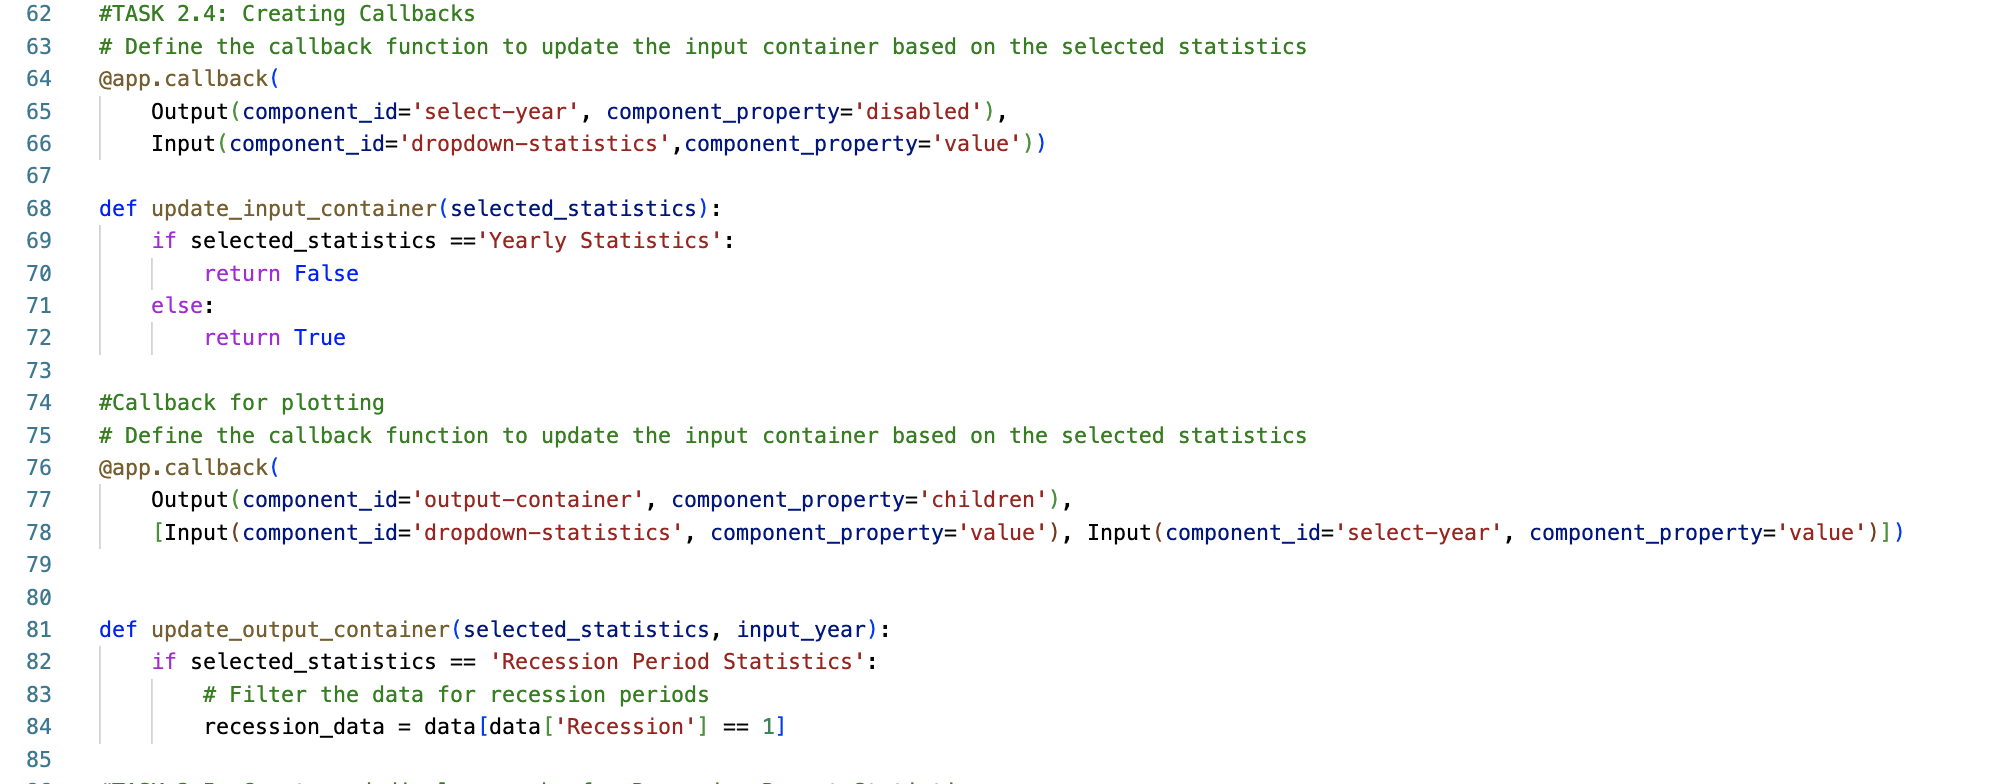 62 #TASK 2.4: Creating Callbacks
63 # Define the callback function to update the input container based on the selected statistics
64 @app.callback(
65     Output(component_id='select-year', component_property='disabled'),
66     Input(component_id='dropdown-statistics',component_property='value'))
67
68 def update_input_container(selected_statistics):
69     if selected_statistics =='Yearly Statistics':
70         return False
71     else:
72         return True
73
74 #Callback for plotting
75 # Define the callback function to update the input container based on the selected statistics
76 @app.callback(
77     Output(component_id='output-container', component_property='children'),
78     [Input(component_id='dropdown-statistics', component_property='value'), Input(component_id='select-year', component_property='value')])
79
80
81 def update_output_container(selected_statistics, input_year):
82     if selected_statistics == 'Recession Period Statistics':
83         # Filter the data for recession periods
84         recession_data = data[data['Recession'] == 1]
85